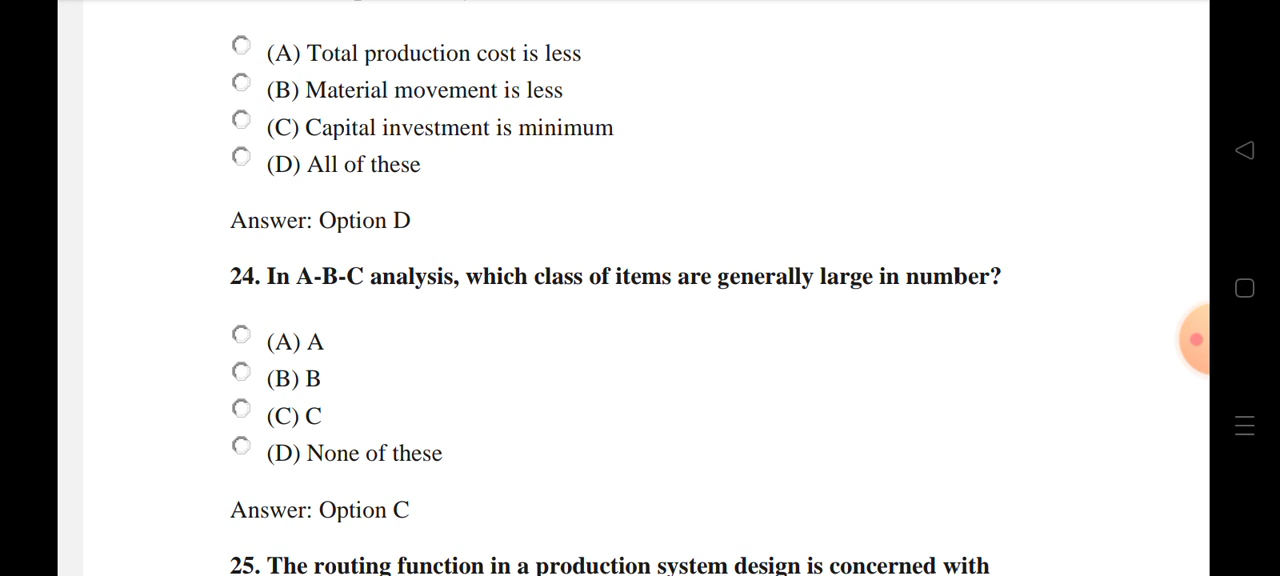 (A) Total production cost is less
(B) Material movement is less
(C) Capital investment is minimum
(D) All of these
Answer: Option D
24. In A-B-C analysis, which class of items are generally large in number?
(A) A
(B) B
(C) C
(D) None of these
Answer: Option C
25. The routing function in a production system design is concerned with